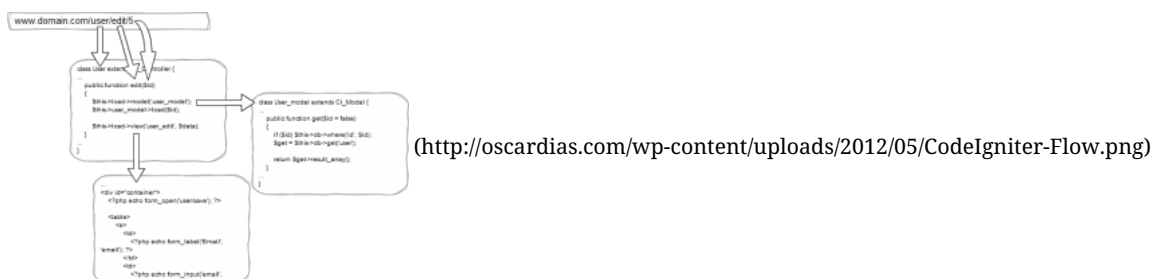 www.domain.com/user/edit/5
class User extends Controller {
...
public function edit($id)
{
$this->load->model('user_model');
$this->user_model->load($id);
$this->load->view('user_edit', $data);
}
...
}
class User_model extends CI_Model {
...
public function get($id = false)
{
if ($id) $this->db->where('id', $id);
$get = $this->db->get('user');
return $get->result_array();
}
...
}
(http://oscardias.com/wp-content/uploads/2012/05/CodeIgniter-Flow.png)
...
<div id="container">
<?php echo form_open('user/save'); ?>
<table>
<tr>
<td>
<?php echo form_label('Email',
'email'); ?>
</td>
<td>
<?php echo form_input('email',